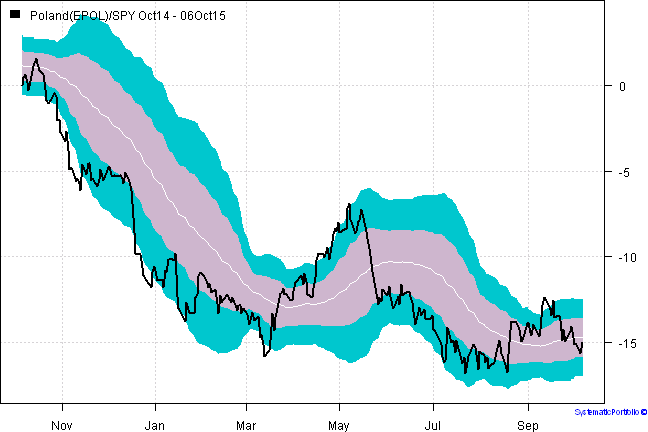 Poland(EPOL)/SPY Oct14 - 06Oct15
0
-5
-10
-15
Nov Jan Mar May Jul Sep
SystematicPortfolio ©